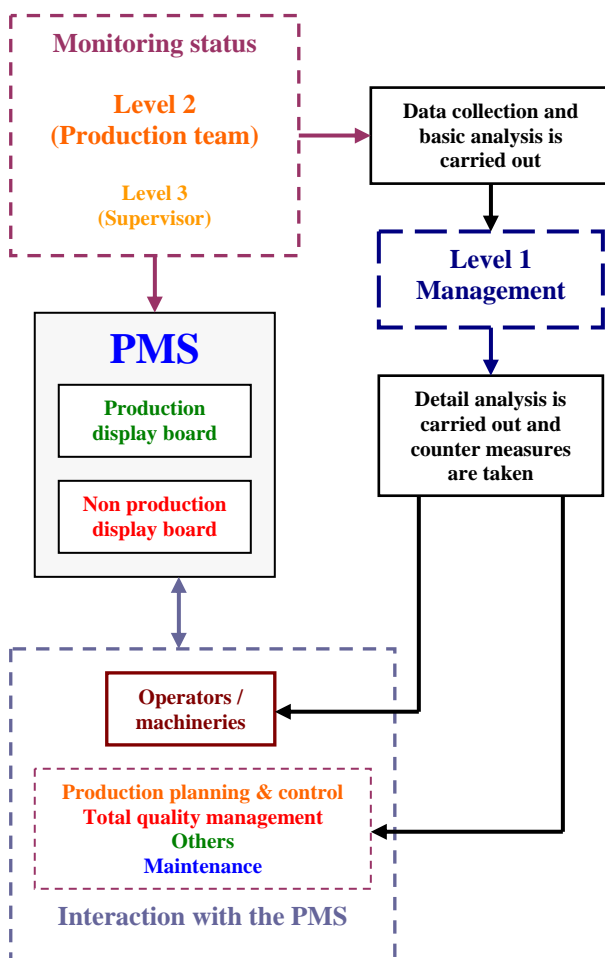 Monitoring status
Level 2
(Production team)
Level 3
(Supervisor)
Data collection and
basic analysis is
carried out
Level 1
Management
PMS
Production
display board
Non production
display board
Detail analysis is
carried out and
counter measures
are taken
Operators /
machineries
Production planning & control
Total quality management
Others
Maintenance
Interaction with the PMS